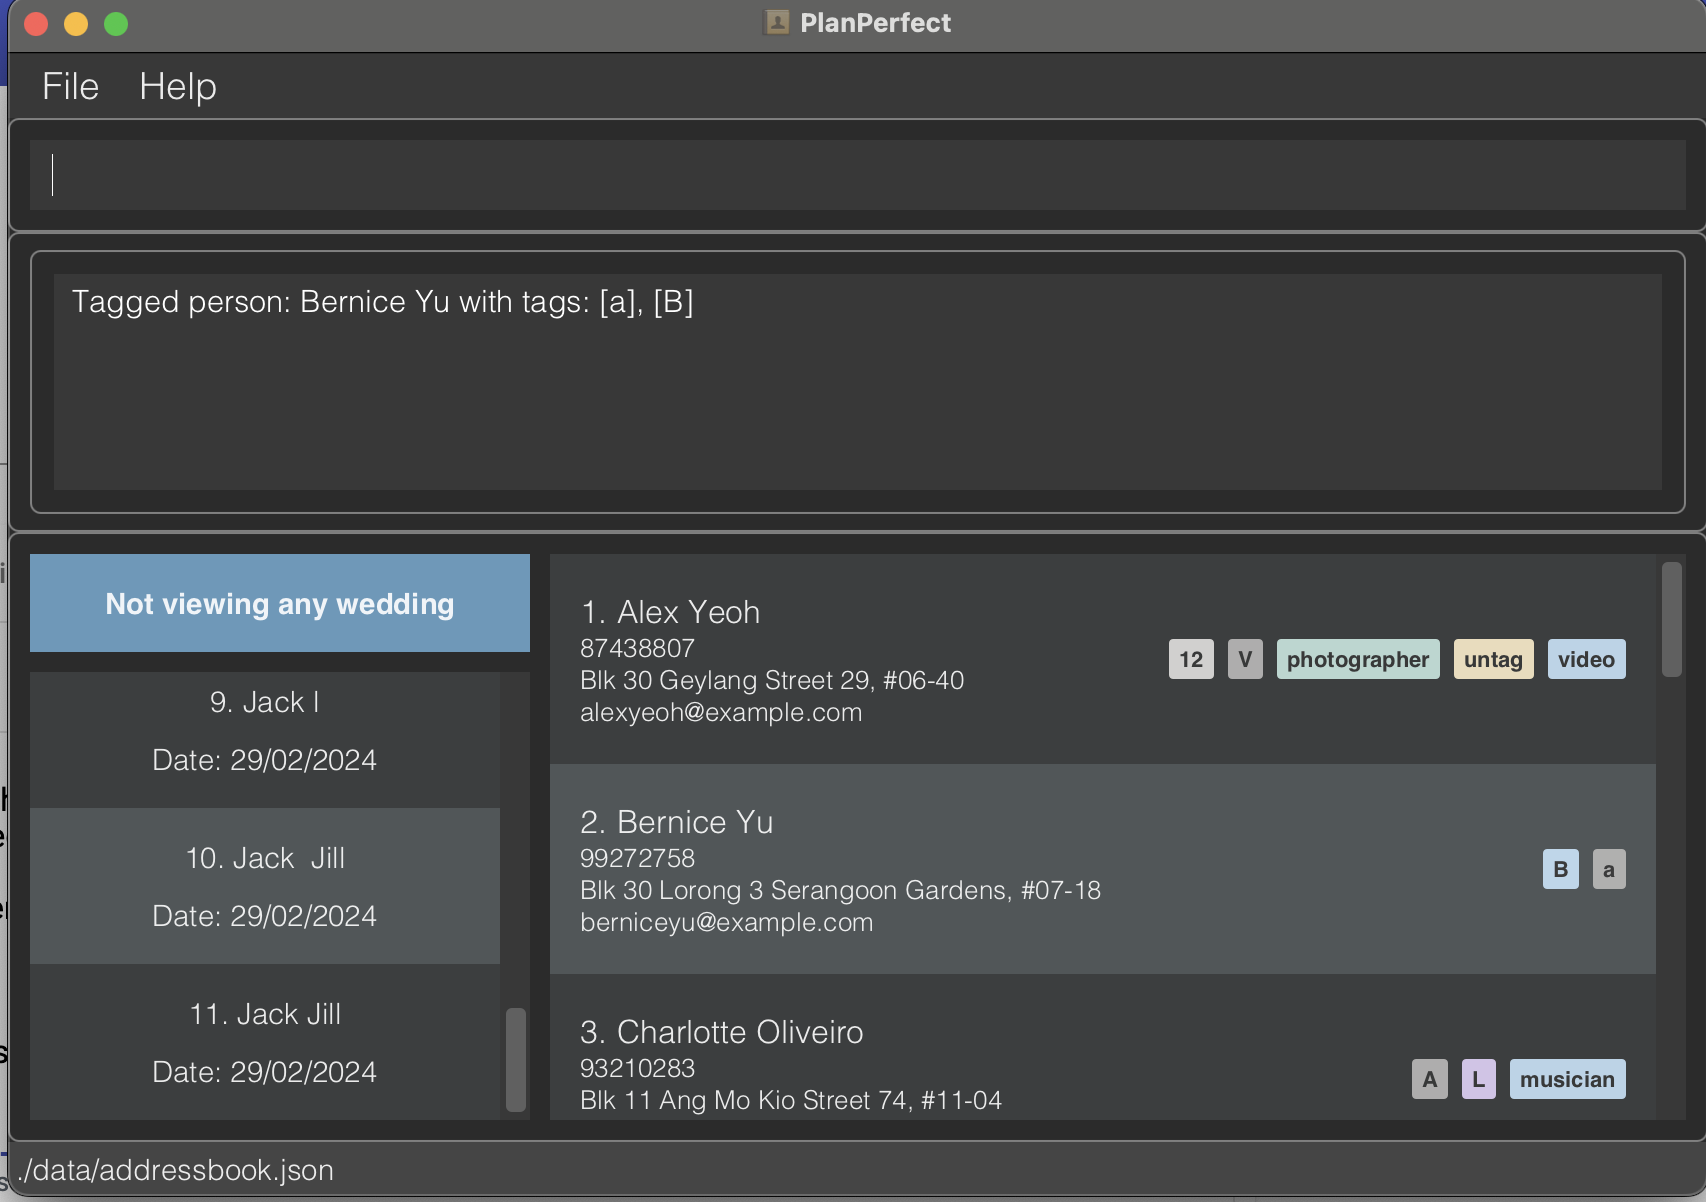 PlanPerfect
File Help
Tagged person: Bernice Yu with tags: [a], [B]
Not viewing any wedding
9. Jack l
Date: 29/02/2024
10. Jack  Jill
Date: 29/02/2024
11. Jack Jill
Date: 29/02/2024
1. Alex Yeoh
87438807
Blk 30 Geylang Street 29, #06-40
alexyeoh@example.com
12 V photographer untag video
2. Bernice Yu
99272758
Blk 30 Lorong 3 Serangoon Gardens, #07-18
berniceyu@example.com
B a
3. Charlotte Oliveiro
93210283
Blk 11 Ang Mo Kio Street 74, #11-04
A L musician
./data/addressbook.json